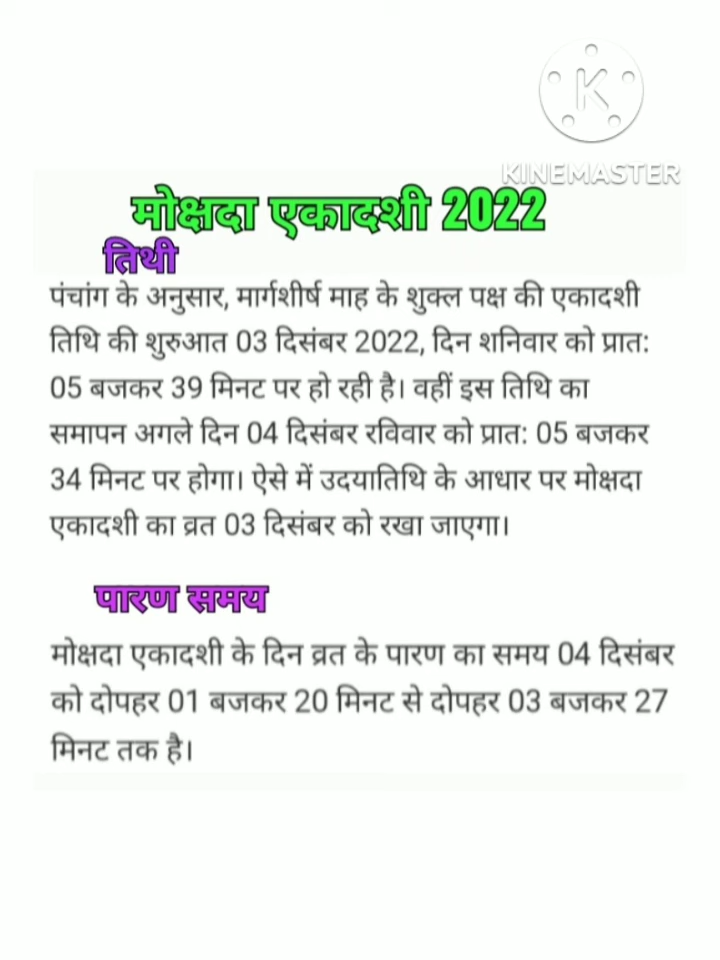 K
KINEMASTER
मोक्षदा एकादशी 2022
तिथी
पंचांग के अनुसार, मार्गशीर्ष माह के शुक्ल पक्ष की एकादशी
तिथि की शुरुआत 03 दिसंबर 2022, दिन शनिवार को प्रात:
05 बजकर 39 मिनट पर हो रही है। वहीं इस तिथि का
समापन अगले दिन 04 दिसंबर रविवार को प्रात: 05 बजकर
34 मिनट पर होगा। ऐसे में उदयातिथि के आधार पर मोक्षदा
एकादशी का व्रत 03 दिसंबर को रखा जाएगा।
पारण समय
मोक्षदा एकादशी के दिन व्रत के पारण का समय 04 दिसंबर
को दोपहर 01 बजकर 20 मिनट से दोपहर 03 बजकर 27
मिनट तक है।